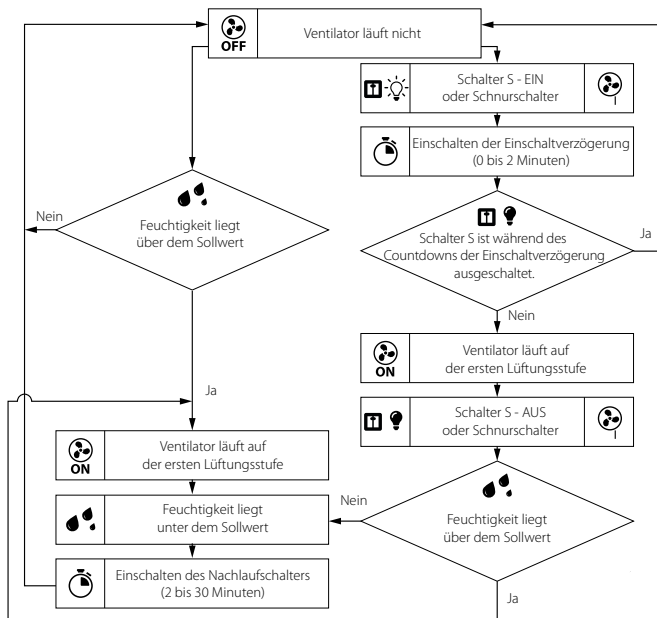 OFF
Ventilator läuft nicht
Schalter S - EIN
oder Schnurschalter
Einschalten der Einschaltverzögerung
(0 bis 2 Minuten)
Nein
Feuchtigkeit liegt
über dem Sollwert
Schalter S ist während des
Countdowns der Einschaltverzögerung
ausgeschaltet.
Ja
Nein
ON
Ventilator läuft auf
der ersten Lüftungsstufe
Ja
Schalter S - AUS
oder Schnurschalter
ON
Ventilator läuft auf
der ersten Lüftungsstufe
Feuchtigkeit liegt
unter dem Sollwert
Nein
Feuchtigkeit liegt
über dem Sollwert
Einschalten des Nachlaufschalters
(2 bis 30 Minuten)
Ja